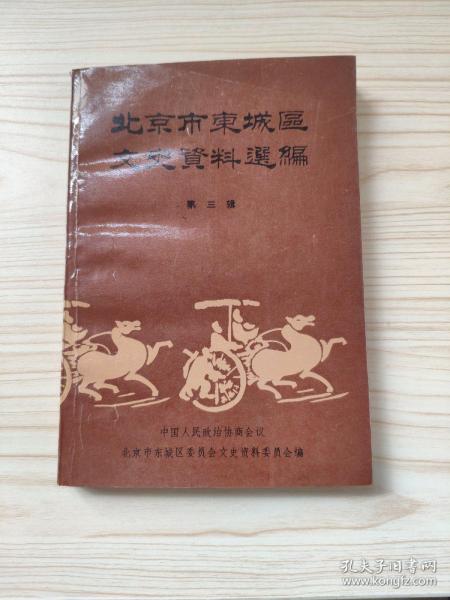 北京市東城區
文史資料選編
第三辑
中国人民政治协商会议
北京市东城区委员会文史资料委员会编
孔夫子旧书网
www.kongfz.com